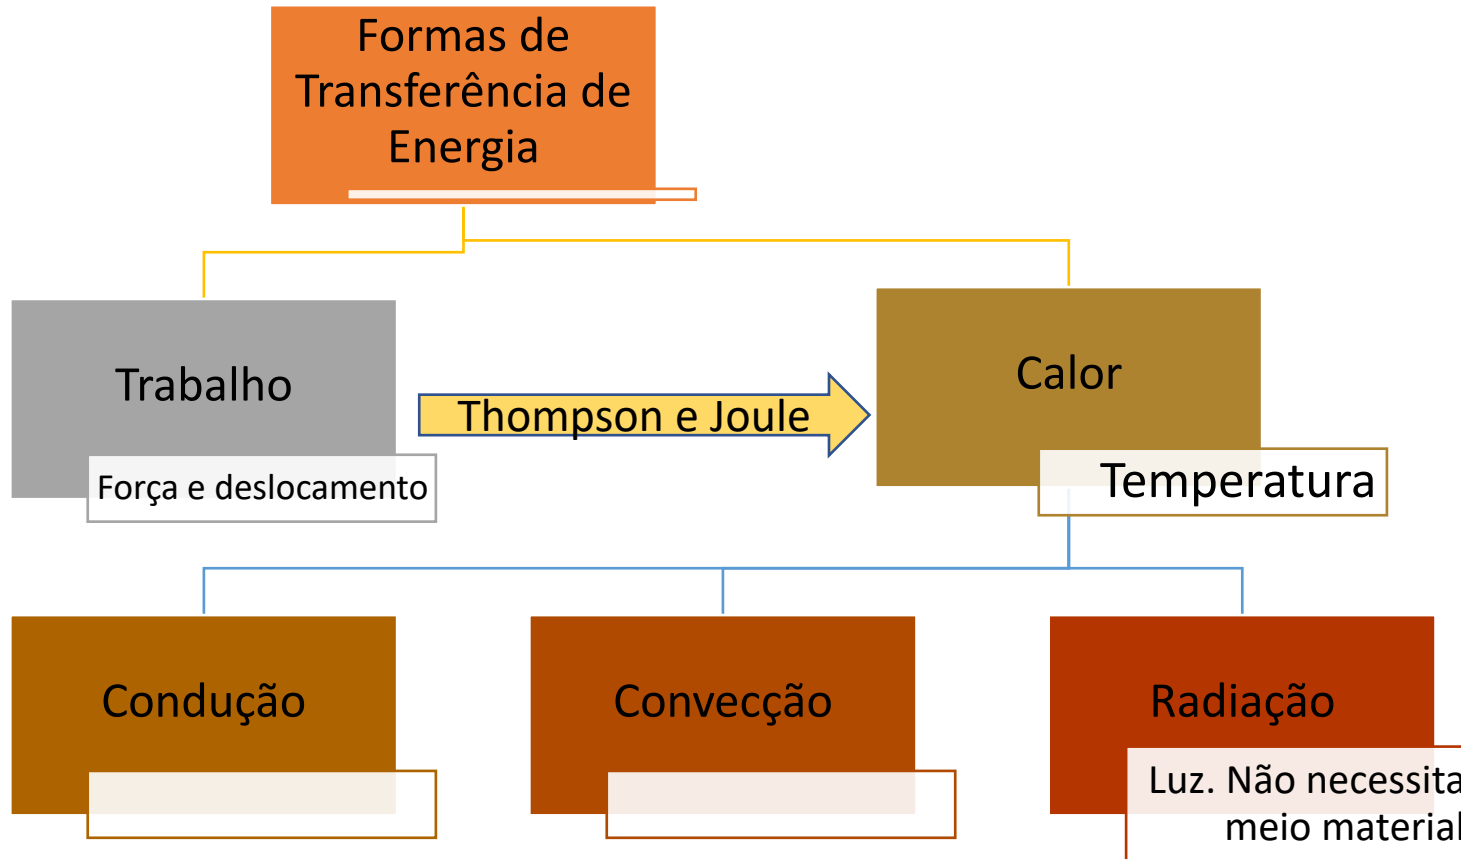 Formas de
Transferência de
Energia
Trabalho
Força e deslocamento
Thompson e Joule
Calor
Temperatura
Condução
Convecção
Radiação
Luz. Não necessita
meio material